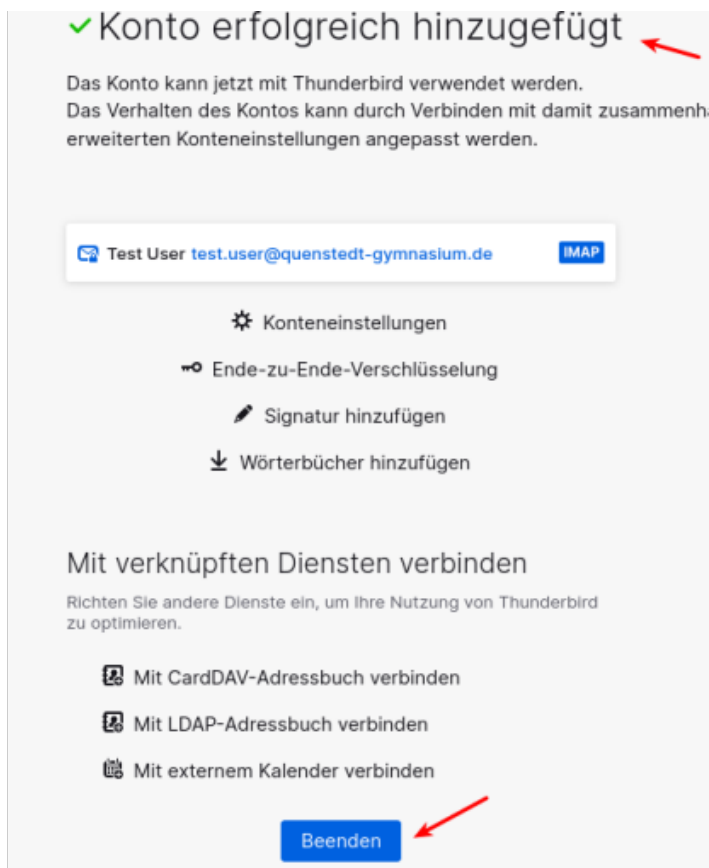 Konto erfolgreich hinzugefügt
Das Konto kann jetzt mit Thunderbird verwendet werden.
Das Verhalten des Kontos kann durch Verbinden mit damit
erweiterten Konteneinstellungen angepasst werden.
Test User test.user@quenstedt-gymnasium.de IMAP
Konteneinstellungen
Ende-zu-Ende-Verschlüsselung
Signatur hinzufügen
Wörterbücher hinzufügen
Mit verknüpften Diensten verbinden
Richten Sie andere Dienste ein, um Ihre Nutzung von Thunderbird
zu optimieren.
Mit CardDAV-Adressbuch verbinden
Mit LDAP-Adressbuch verbinden
Mit externem Kalender verbinden
Beenden